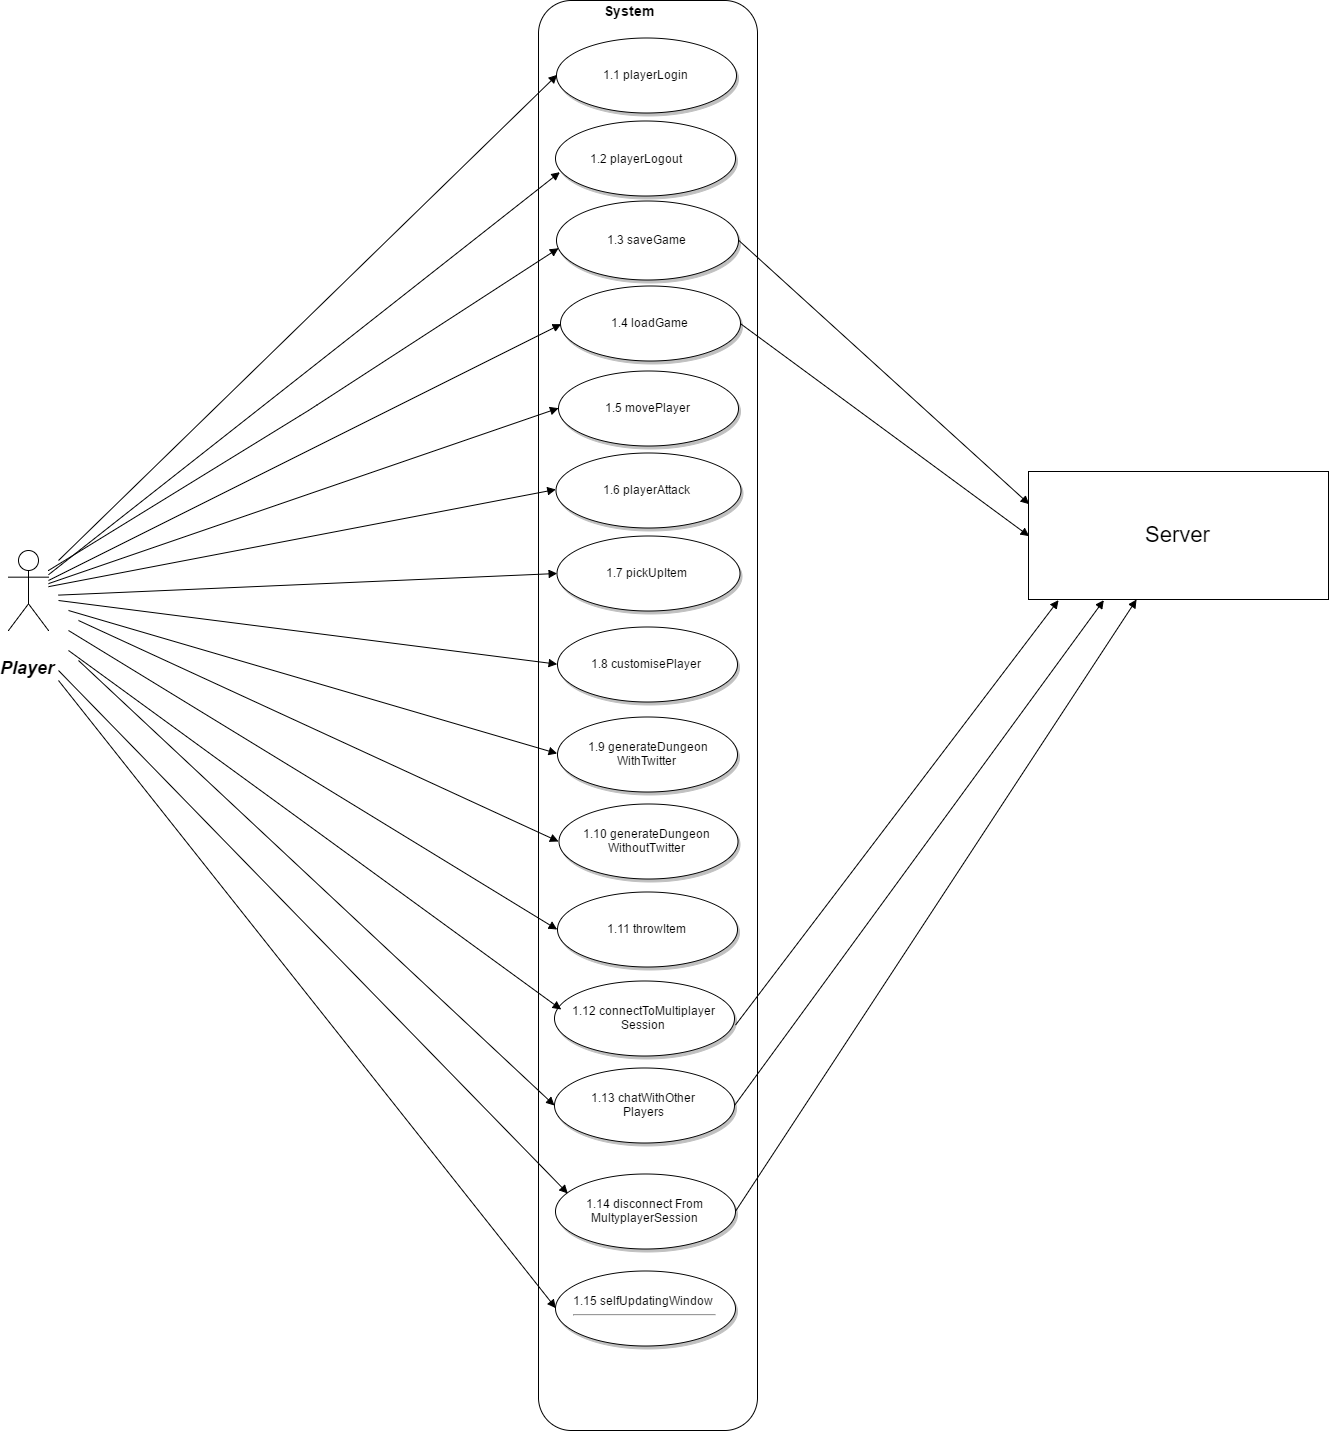 System
1.1 playerLogin
1.2 playerLogout
1.3 saveGame
1.4 loadGame
1.5 movePlayer
1.6 playerAttack
1.7 pickUpItem
1.8 customisePlayer
1.9 generateDungeon
WithTwitter
1.10 generateDungeon
WithoutTwitter
1.11 throwItem
1.12 connectToMultiplayer
Session
1.13 chatWithOther
Players
1.14 disconnect From
MultyplayerSession
1.15 selfUpdatingWindow
Player
Server